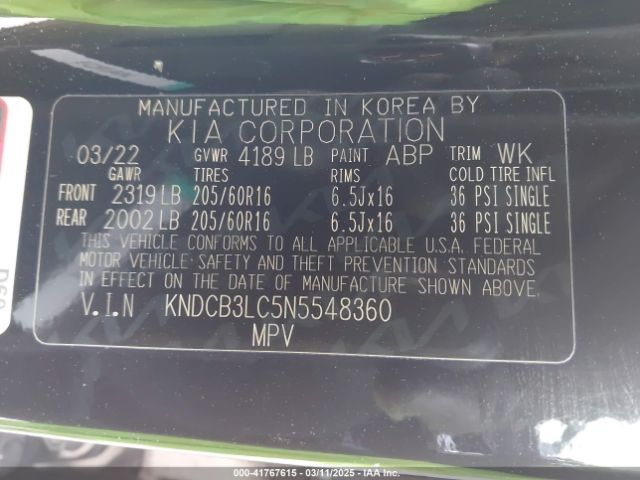 MANUFACTURED IN KOREA BY
KIA CORPORATION
03/22 GVWR 4189 LB PAINT ABP TRIM WK
GAWR TIRES RIMS COLD TIRE INFL
FRONT 2319 LB 205/60R16 6.5Jx16 36 PSI SINGLE
REAR 2002 LB 205/60R16 6.5Jx16 36 PSI SINGLE
THIS VEHICLE CONFORMS TO ALL APPLICABLE U.S.A. FEDERAL
MOTOR VEHICLE SAFETY AND THEFT PREVENTION STANDARDS
IN EFFECT ON THE DATE OF MANUFACTURE SHOWN ABOVE.
V.I.N KNDCB3LC5N5548360
MPV
000-41767615 - 03/11/2025 - IAAI.CA